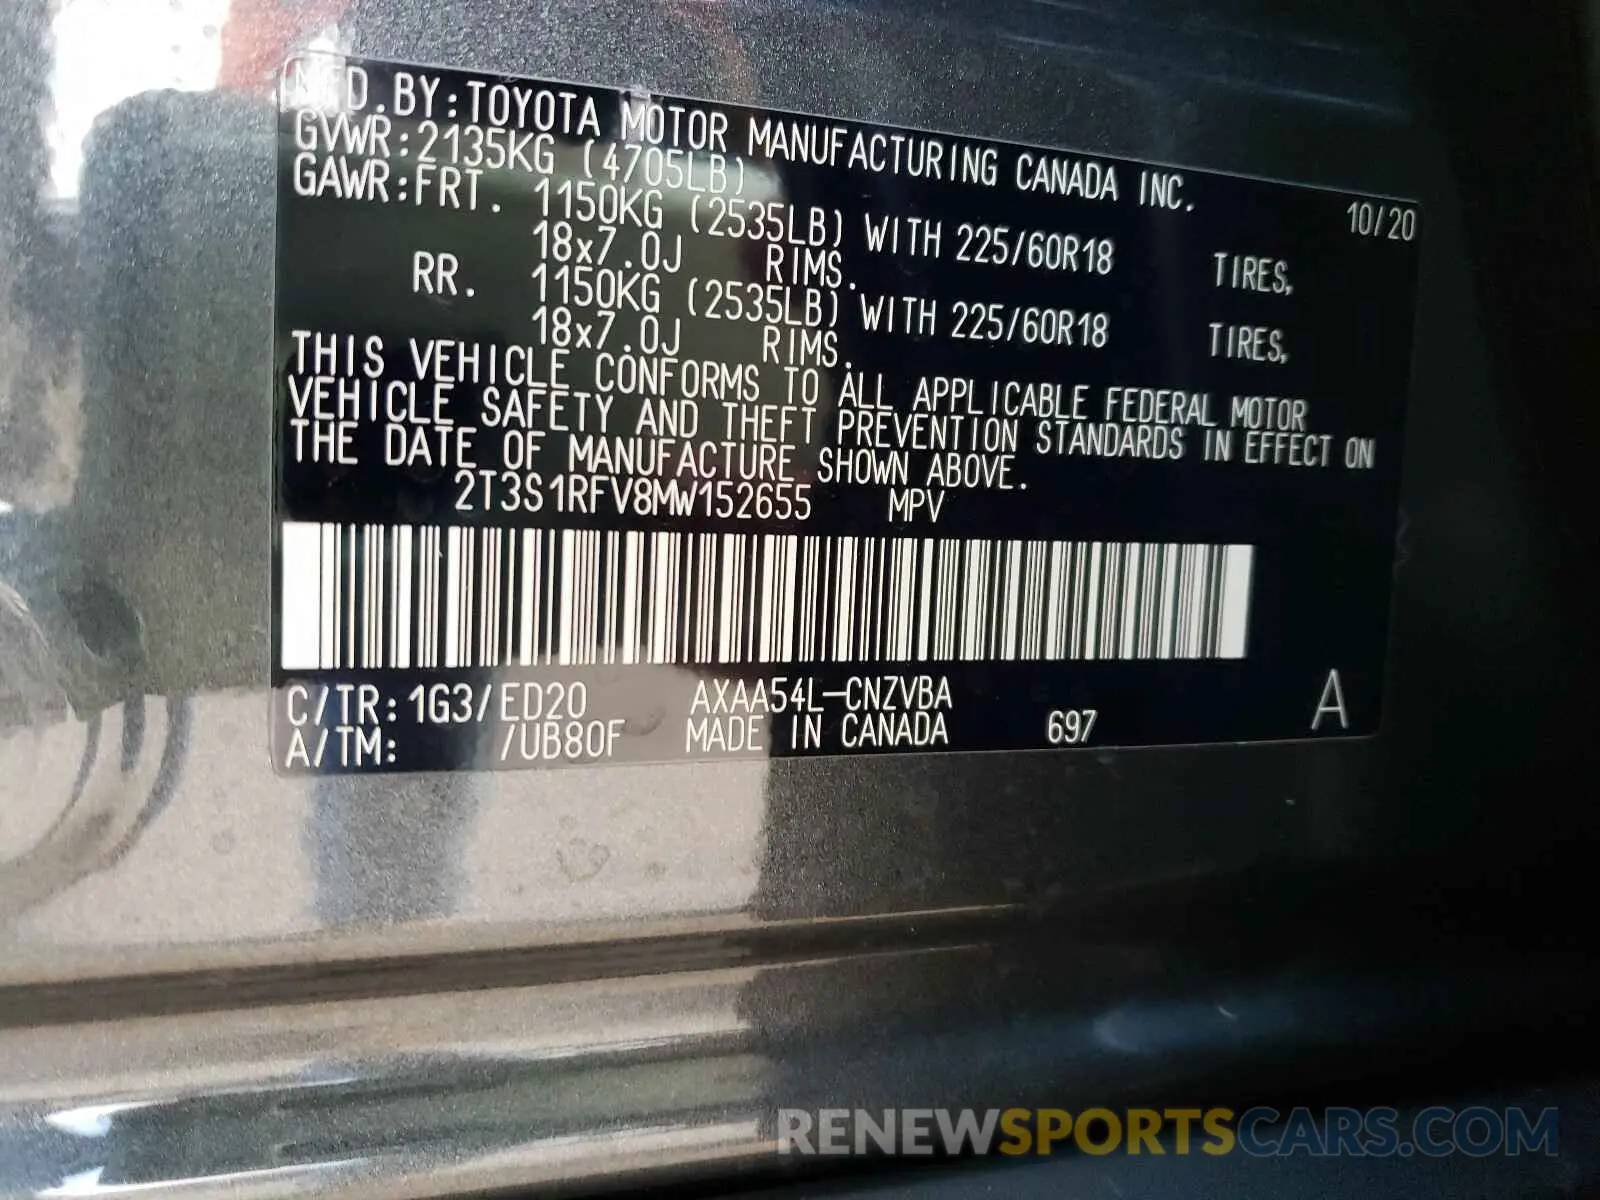 MFD.BY:TOYOTA MOTOR MANUFACTURING CANADA INC.
GVWR:2135KG (4705LB) 10/20
GAWR:FRT. 1150KG (2535LB) WITH 225/60R18 TIRES,
18x7.0J RIMS.
RR. 1150KG (2535LB) WITH 225/60R18 TIRES,
18x7.0J RIMS.
THIS VEHICLE CONFORMS TO ALL APPLICABLE FEDERAL MOTOR
VEHICLE SAFETY AND THEFT PREVENTION STANDARDS IN EFFECT ON
THE DATE OF MANUFACTURE SHOWN ABOVE.
2T3S1RFV8MW152655 MPV
C/TR:1G3/ED20 AXAA54L-CNZVBA A
A/TM: /UB80F MADE IN CANADA 697
RENEWSPORTSCARS.COM